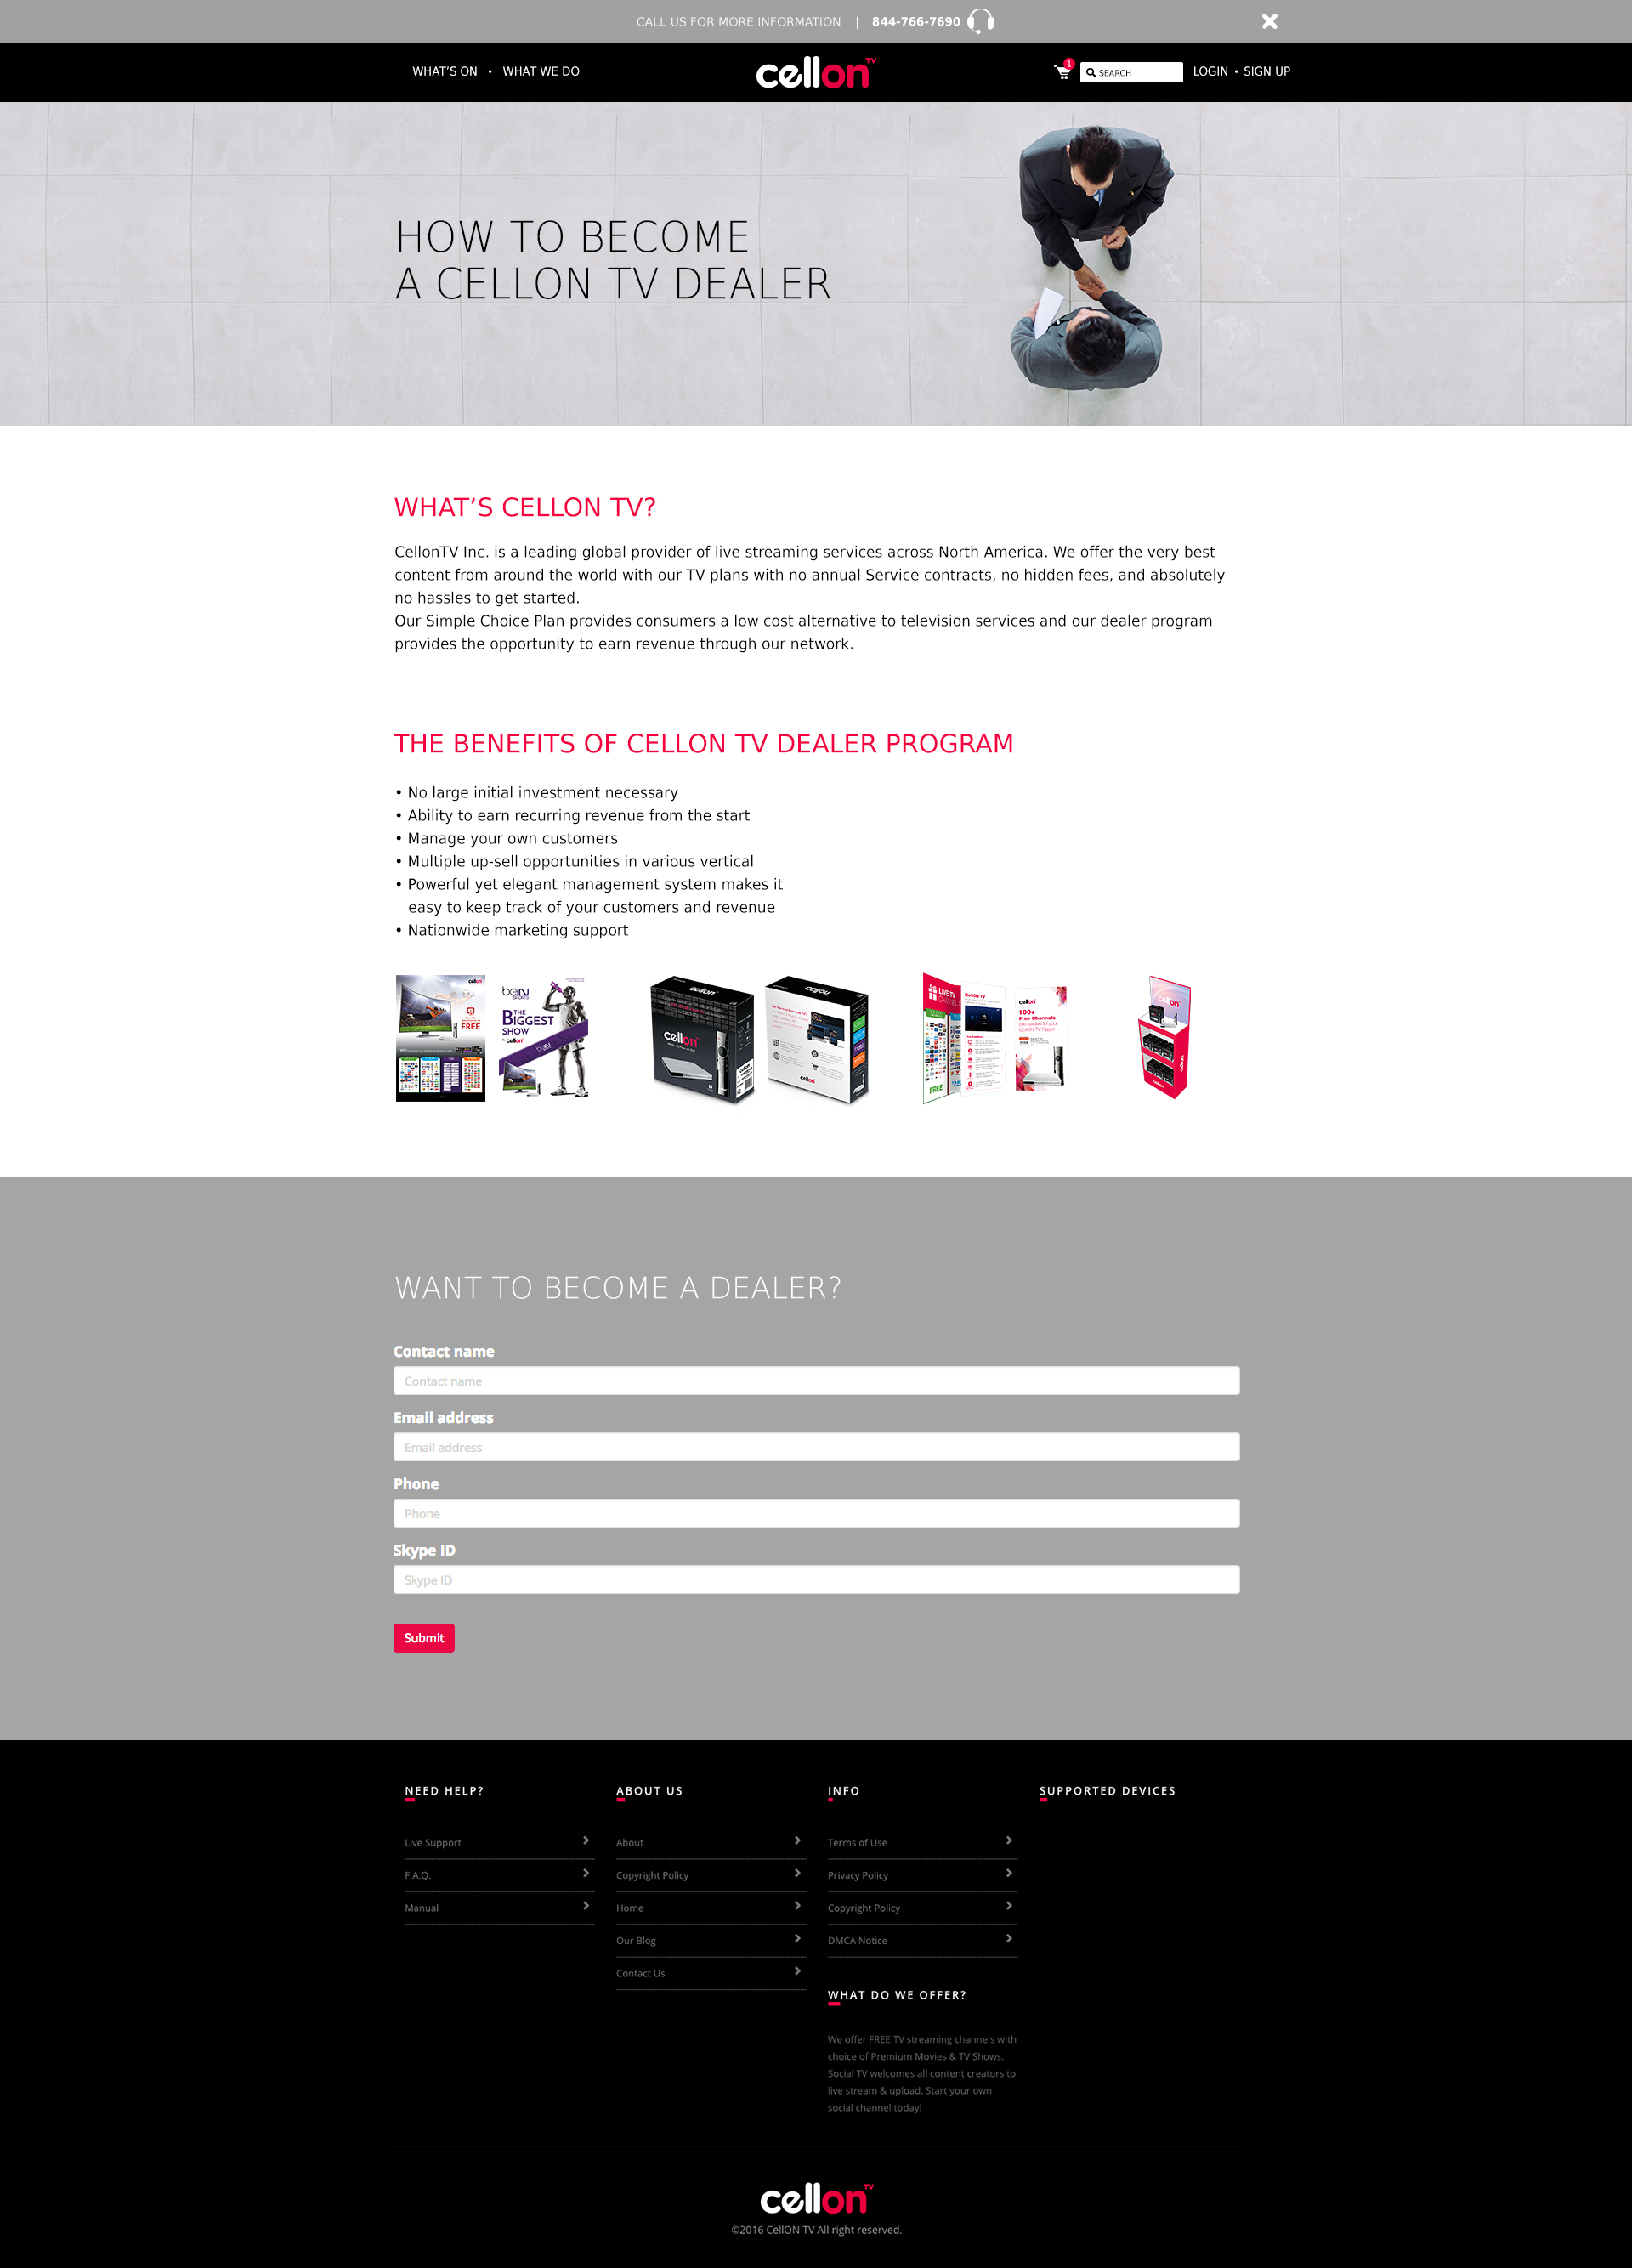 CALL US FOR MORE INFORMATION | 844-766-7690
WHAT'S ON • WHAT WE DO
cellon TV
1
SEARCH
LOGIN • SIGN UP
HOW TO BECOME
A CELLON TV DEALER
WHAT’S CELLON TV?
CellonTV Inc. is a leading global provider of live streaming services across North America. We offer the very best
content from around the world with our TV plans with no annual Service contracts, no hidden fees, and absolutely
no hassles to get started.
Our Simple Choice Plan provides consumers a low cost alternative to television services and our dealer program
provides the opportunity to earn revenue through our network.
THE BENEFITS OF CELLON TV DEALER PROGRAM
• No large initial investment necessary
• Ability to earn recurring revenue from the start
• Manage your own customers
• Multiple up-sell opportunities in various vertical
• Powerful yet elegant management system makes it
easy to keep track of your customers and revenue
• Nationwide marketing support
cellon
FREE
beIN
SPORTS
THE
BIGGEST
SHOW
cellon
cellon
cellon
LIVE TV
FREE
CellON TV
cellon
100+
Free Channels
cellon
WANT TO BECOME A DEALER?
Contact name
Contact name
Email address
Email address
Phone
Phone
Skype ID
Skype ID
Submit
NEED HELP?
Live Support
F.A.Q.
Manual
ABOUT US
About
Copyright Policy
Home
Our Blog
Contact Us
INFO
Terms of Use
Privacy Policy
Copyright Policy
DMCA Notice
WHAT DO WE OFFER?
We offer FREE TV streaming channels with
choice of Premium Movies & TV Shows.
Social TV welcomes all content creators to
live stream & upload. Start your own
social channel today!
SUPPORTED DEVICES
cellon TV
©2016 CellON TV All right reserved.